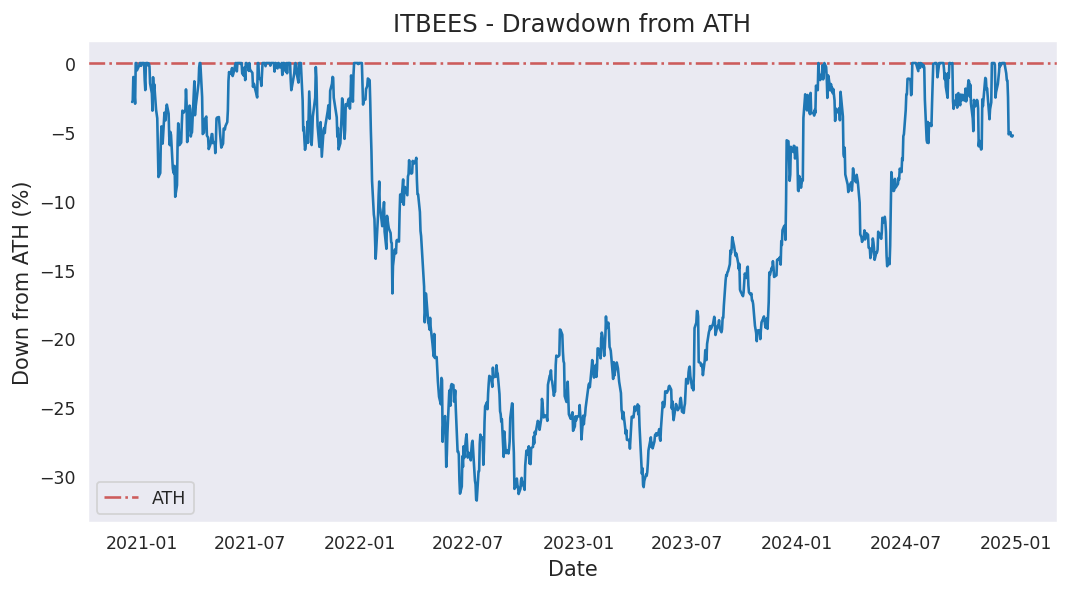 ITBEES - Drawdown from ATH
Down from ATH (%)
0
−5
−10
−15
−20
−25
−30
ATH
2021-01 2021-07 2022-01 2022-07 2023-01 2023-07 2024-01 2024-07 2025-01
Date